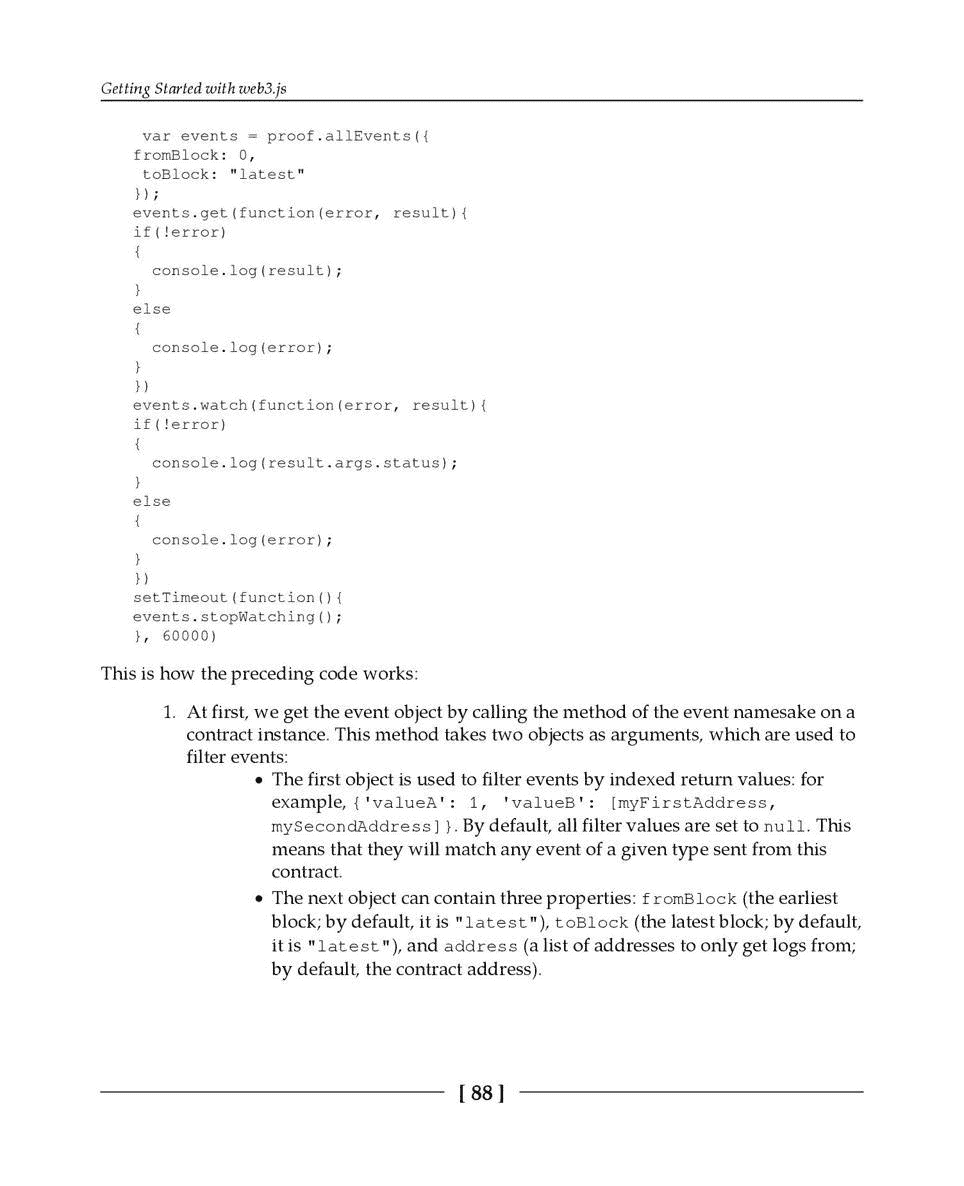 Getting Started with web3.js
var events = proof.allEvents({
fromBlock: 0,
toBlock: "latest"
});
events.get(function(error, result){
if(!error)
{
console.log(result);
}
else
{
console.log(error);
}
})
events.watch(function(error, result){
if(!error)
{
console.log(result.args.status);
}
else
{
console.log(error);
}
})
setTimeout(function(){
events.stopWatching();
}, 60000)
This is how the preceding code works:
1. At first, we get the event object by calling the method of the event namesake on a
contract instance. This method takes two objects as arguments, which are used to
filter events:
• The first object is used to filter events by indexed return values: for
example, {'valueA': 1, 'valueB': [myFirstAddress,
mySecondAddress]}. By default, all filter values are set to null. This
means that they will match any event of a given type sent from this
contract.
• The next object can contain three properties: fromBlock (the earliest
block; by default, it is "latest"), toBlock (the latest block; by default,
it is "latest"), and address (a list of addresses to only get logs from;
by default, the contract address).
[ 88 ]